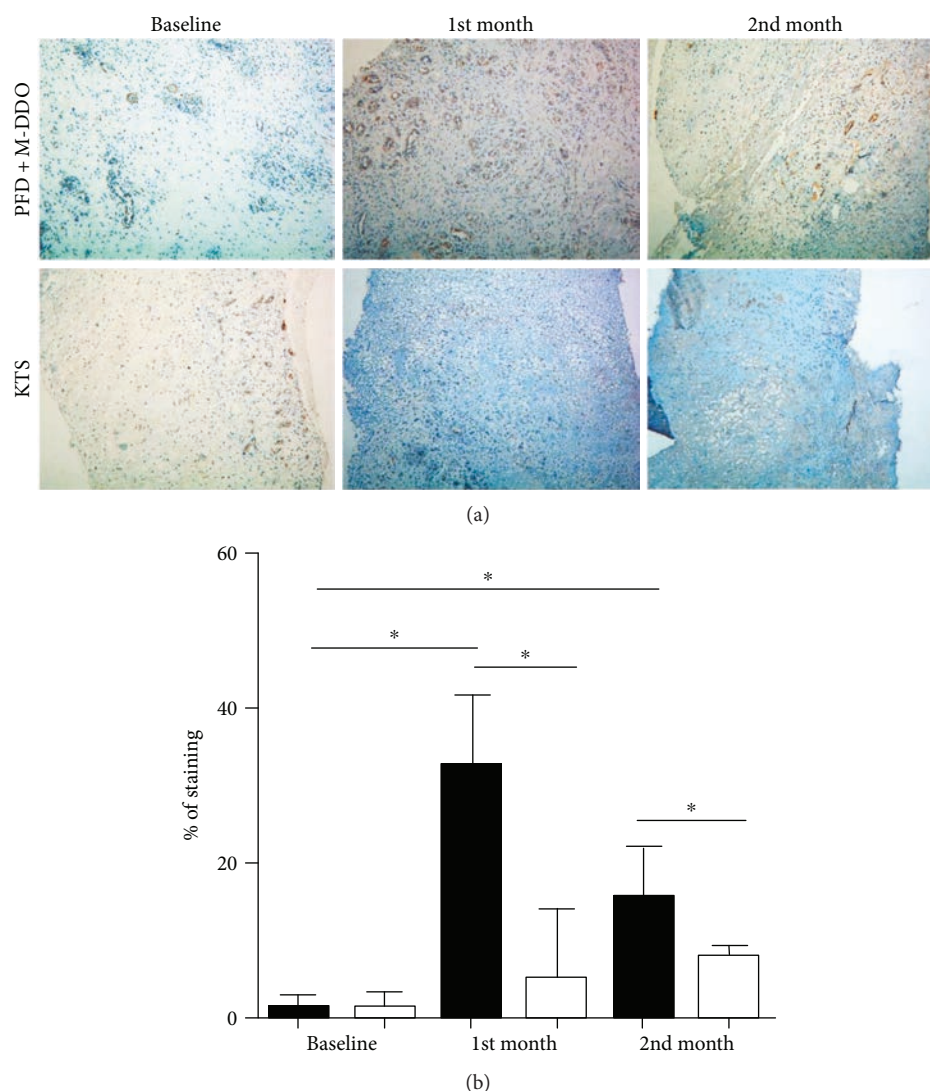 Baseline
1st month
2nd month
PFD + M-DDO
KTS
(a)
60
40
20
0
% of staining
*
*
*
*
Baseline
1st month
2nd month
(b)